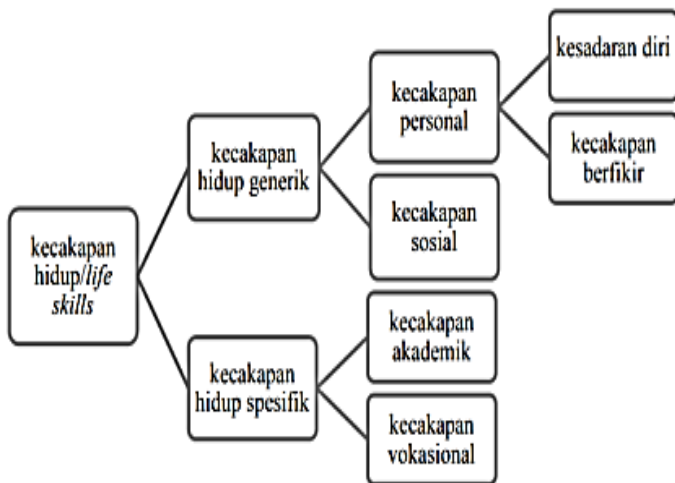 kecakapan
hidup/life
skills
kecakapan
hidup generik
kecakapan
personal
kesadaran diri
kecakapan
berfikir
kecakapan
sosial
kecakapan
hidup spesifik
kecakapan
akademik
kecakapan
vokasional